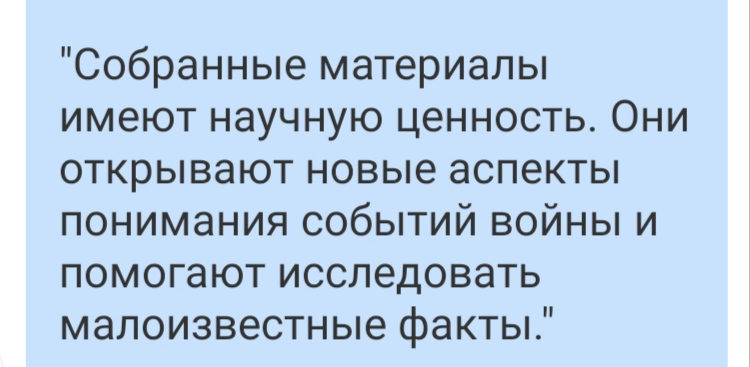 "Собранные материалы
имеют научную ценность. Они
открывают новые аспекты
понимания событий войны и
помогают исследовать
малоизвестные факты."